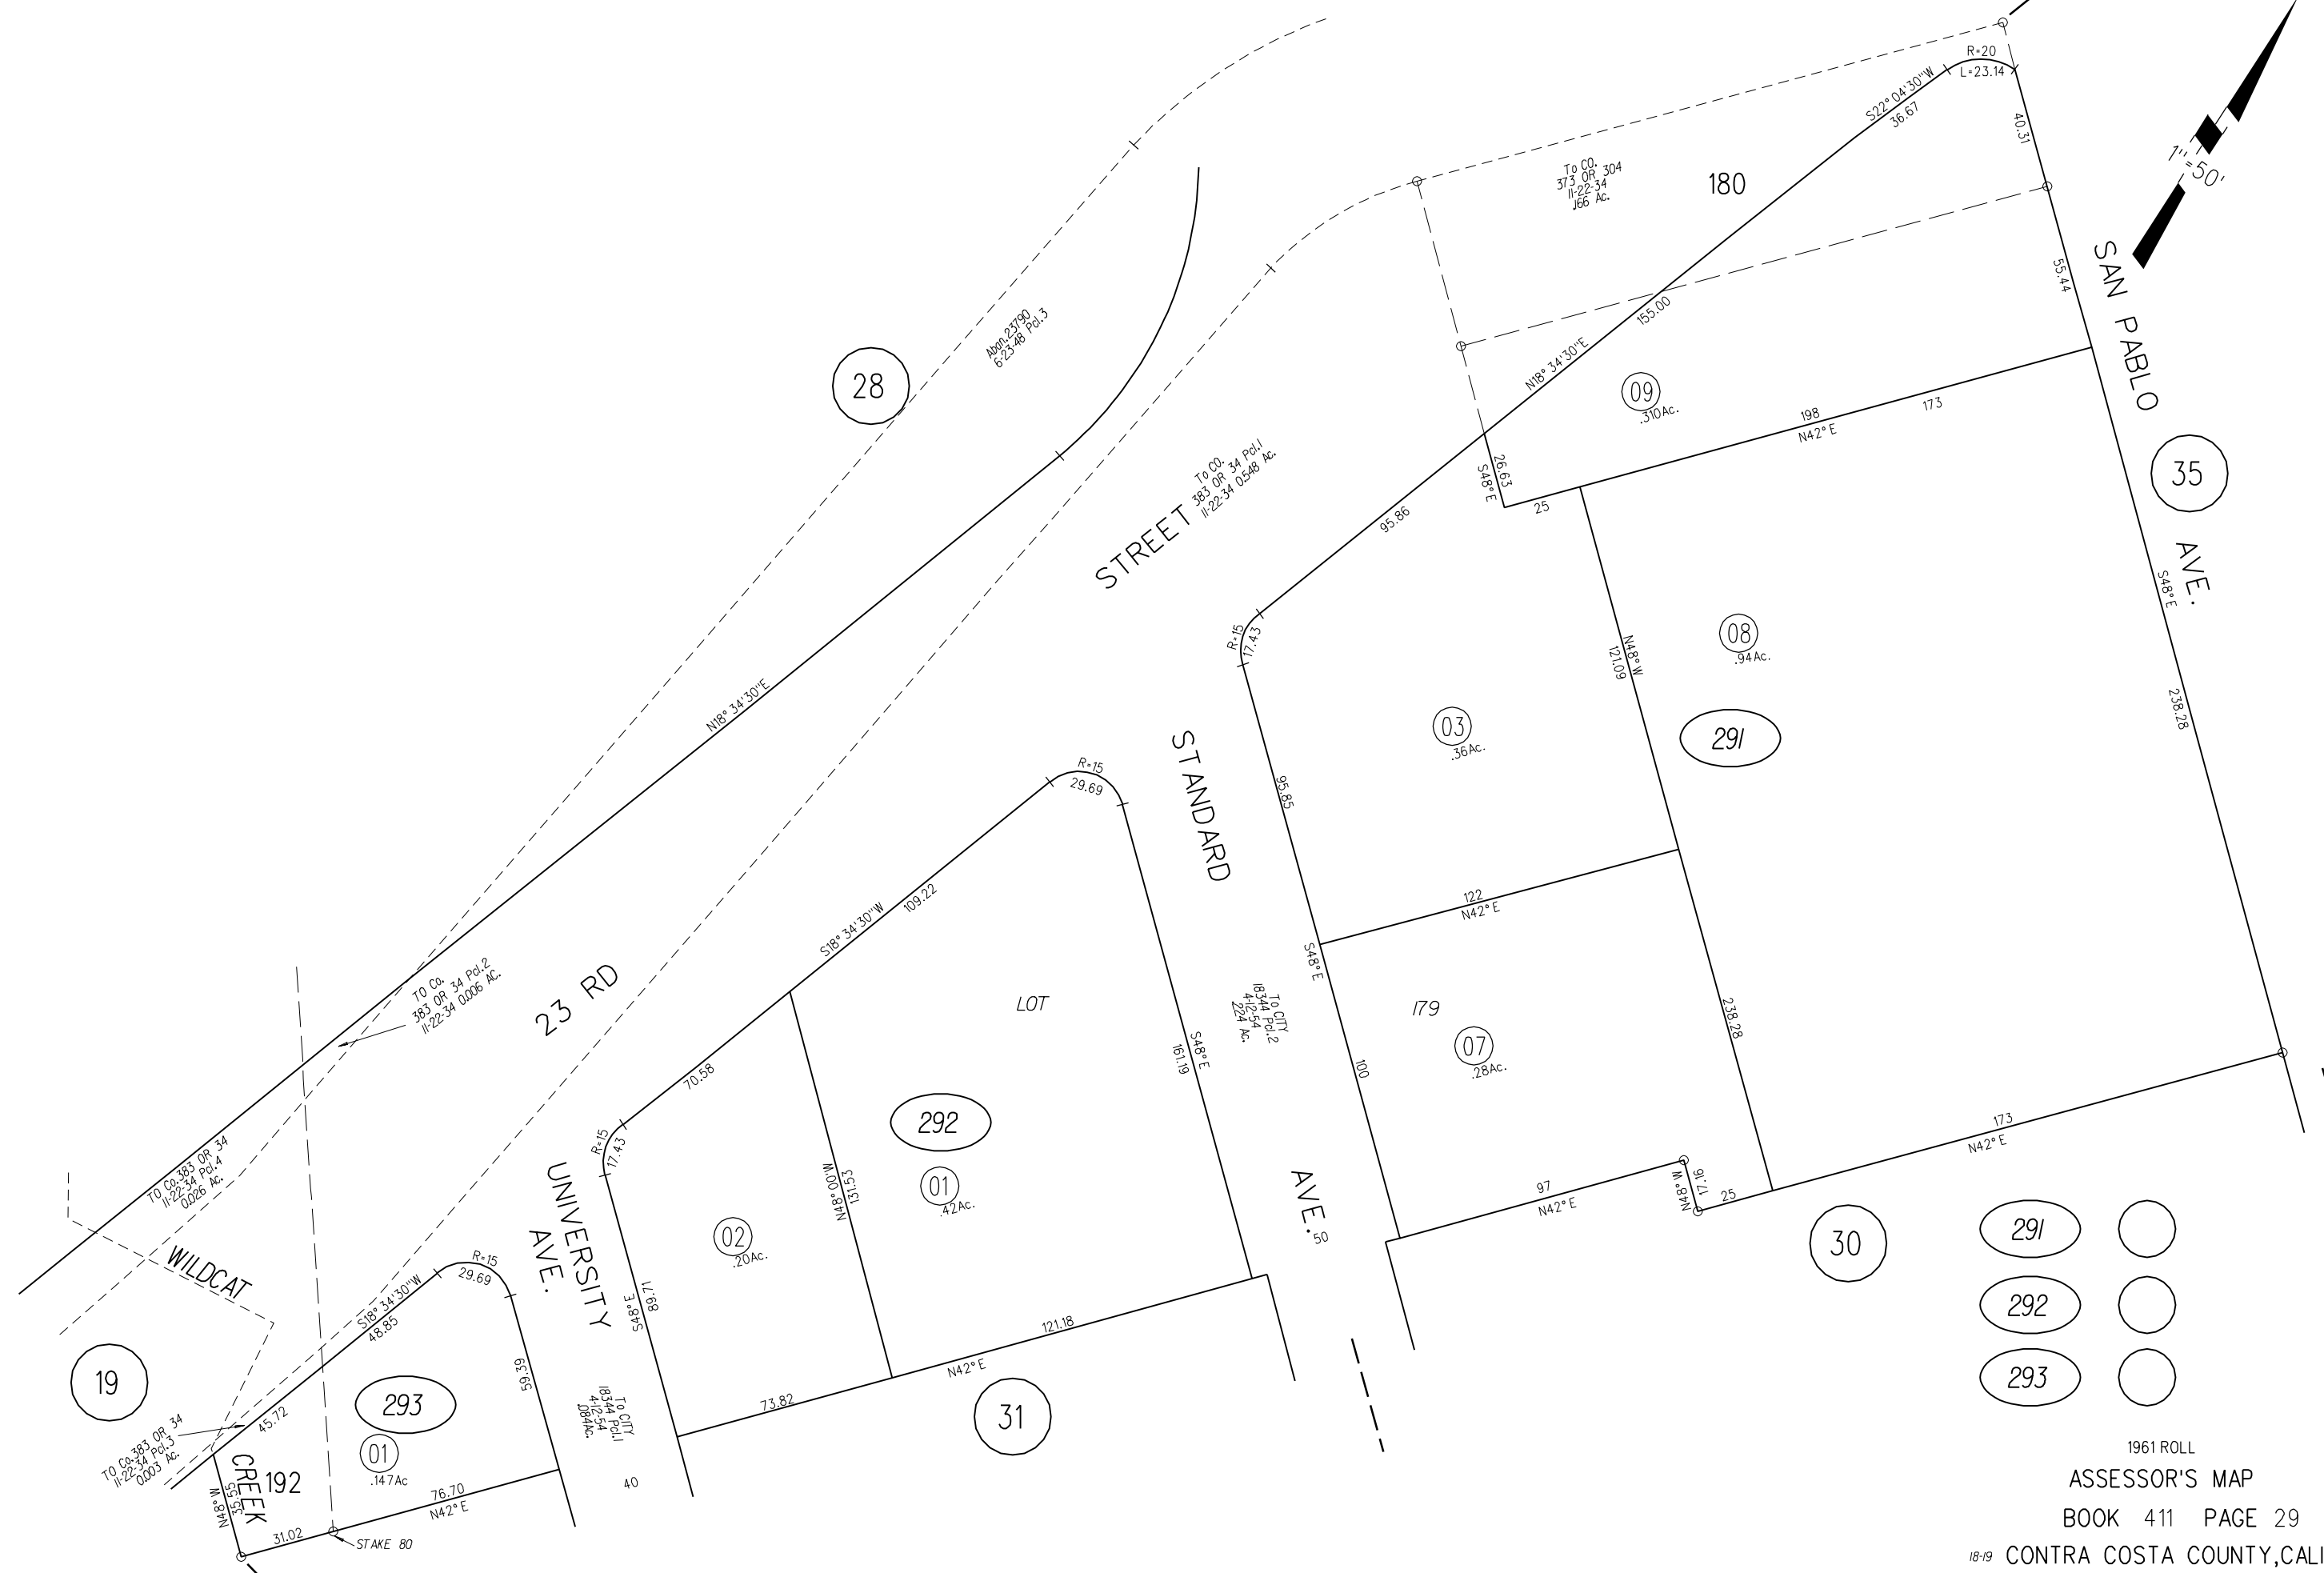 R=20
L=23.14
S22° 04'30"W
36.67
40.31
1"=50'
To CO.
373 OR 304
11-22-34
.166 Ac.
180
55.44
SAN PABLO
AVE.
155.00
N18° 34'30"E
Aban.23790
6-23-48 Pcl.3
28
09
.310Ac.
198
173
N42°E
35
26.63
S48°E
25
To CO.
383 OR 34 Pcl.1
11-22-34 0.548 Ac.
STREET
95.86
R=15
17.43
N48°W
121.09
08
.94Ac.
S48°E
238.28
N18° 34'30"E
03
.36Ac.
291
STANDARD
AVE.
R=15
29.69
95.85
122
N42°E
S48°E
S18° 34'30"W
109.22
TO Co.
383 OR 34 Pcl.2
11-22-34 0.006 AC.
23 RD
LOT
To CITY
18344 Pcl.2
4-12-54
.224 Ac.
179
07
.28Ac.
100
238.28
S48°E
161.19
70.58
292
R=15
17.43
N48°00'W
131.53
01
.42Ac.
02
.20Ac.
TO Co.383 OR 34
11-22-34 Pcl.4
0.026 Ac.
UNIVERSITY
AVE.
50
97
N42°E
N48°W
17.16
25
173
N42°E
30
WILDCAT
R=15
29.69
S18° 34'30"W
48.85
S48°E
89.71
121.18
N42°E
73.82
31
19
293
59.39
To CITY
18344 Pcl.1
4-12-54
.084Ac.
40
45.72
TO Co.383 OR 34
11-22-34 Pcl.3
0.003 Ac.
01
.147Ac
CREEK
192
N48°W
35.55
76.70
N42°E
31.02
STAKE 80
291
292
293
1961 ROLL
ASSESSOR'S MAP
BOOK 411 PAGE 29
18-19 CONTRA COSTA COUNTY,CALI